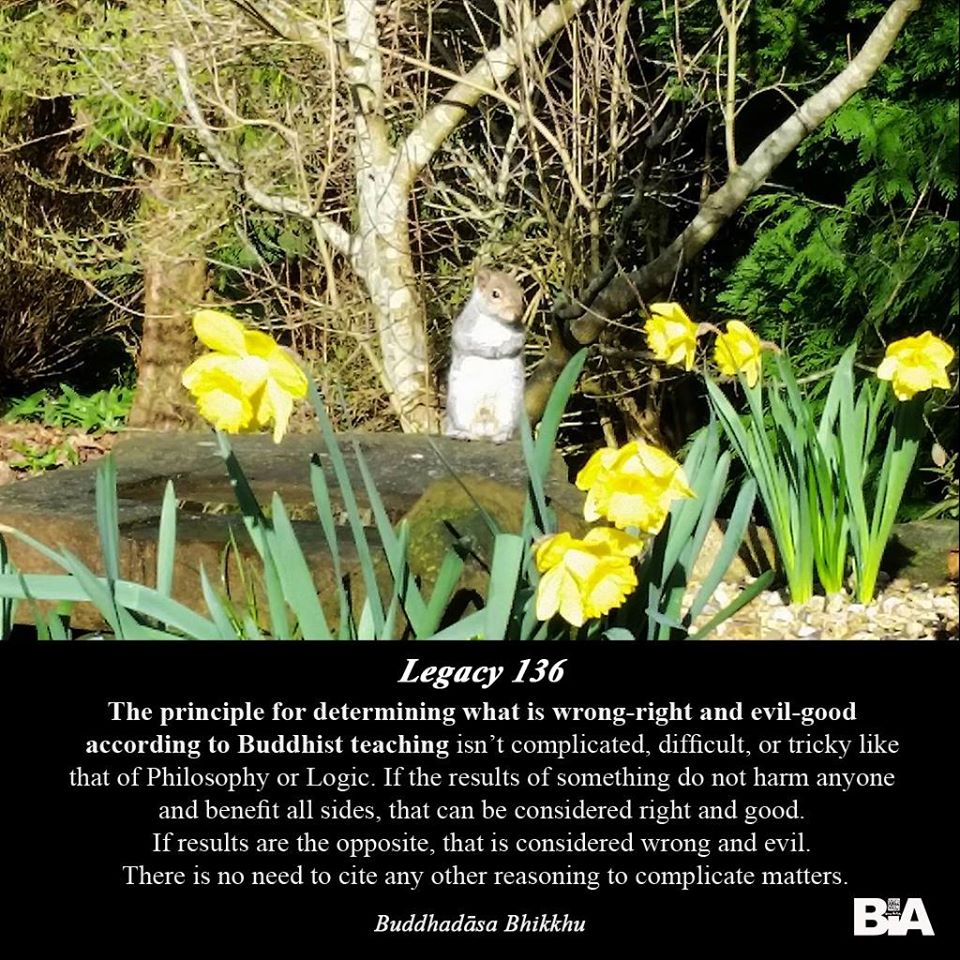 Legacy 136
The principle for determining what is wrong-right and evil-good
according to Buddhist teaching isn’t complicated, difficult, or tricky like
that of Philosophy or Logic. If the results of something do not harm anyone
and benefit all sides, that can be considered right and good.
If results are the opposite, that is considered wrong and evil.
There is no need to cite any other reasoning to complicate matters.
Buddhadāsa Bhikkhu
BIA